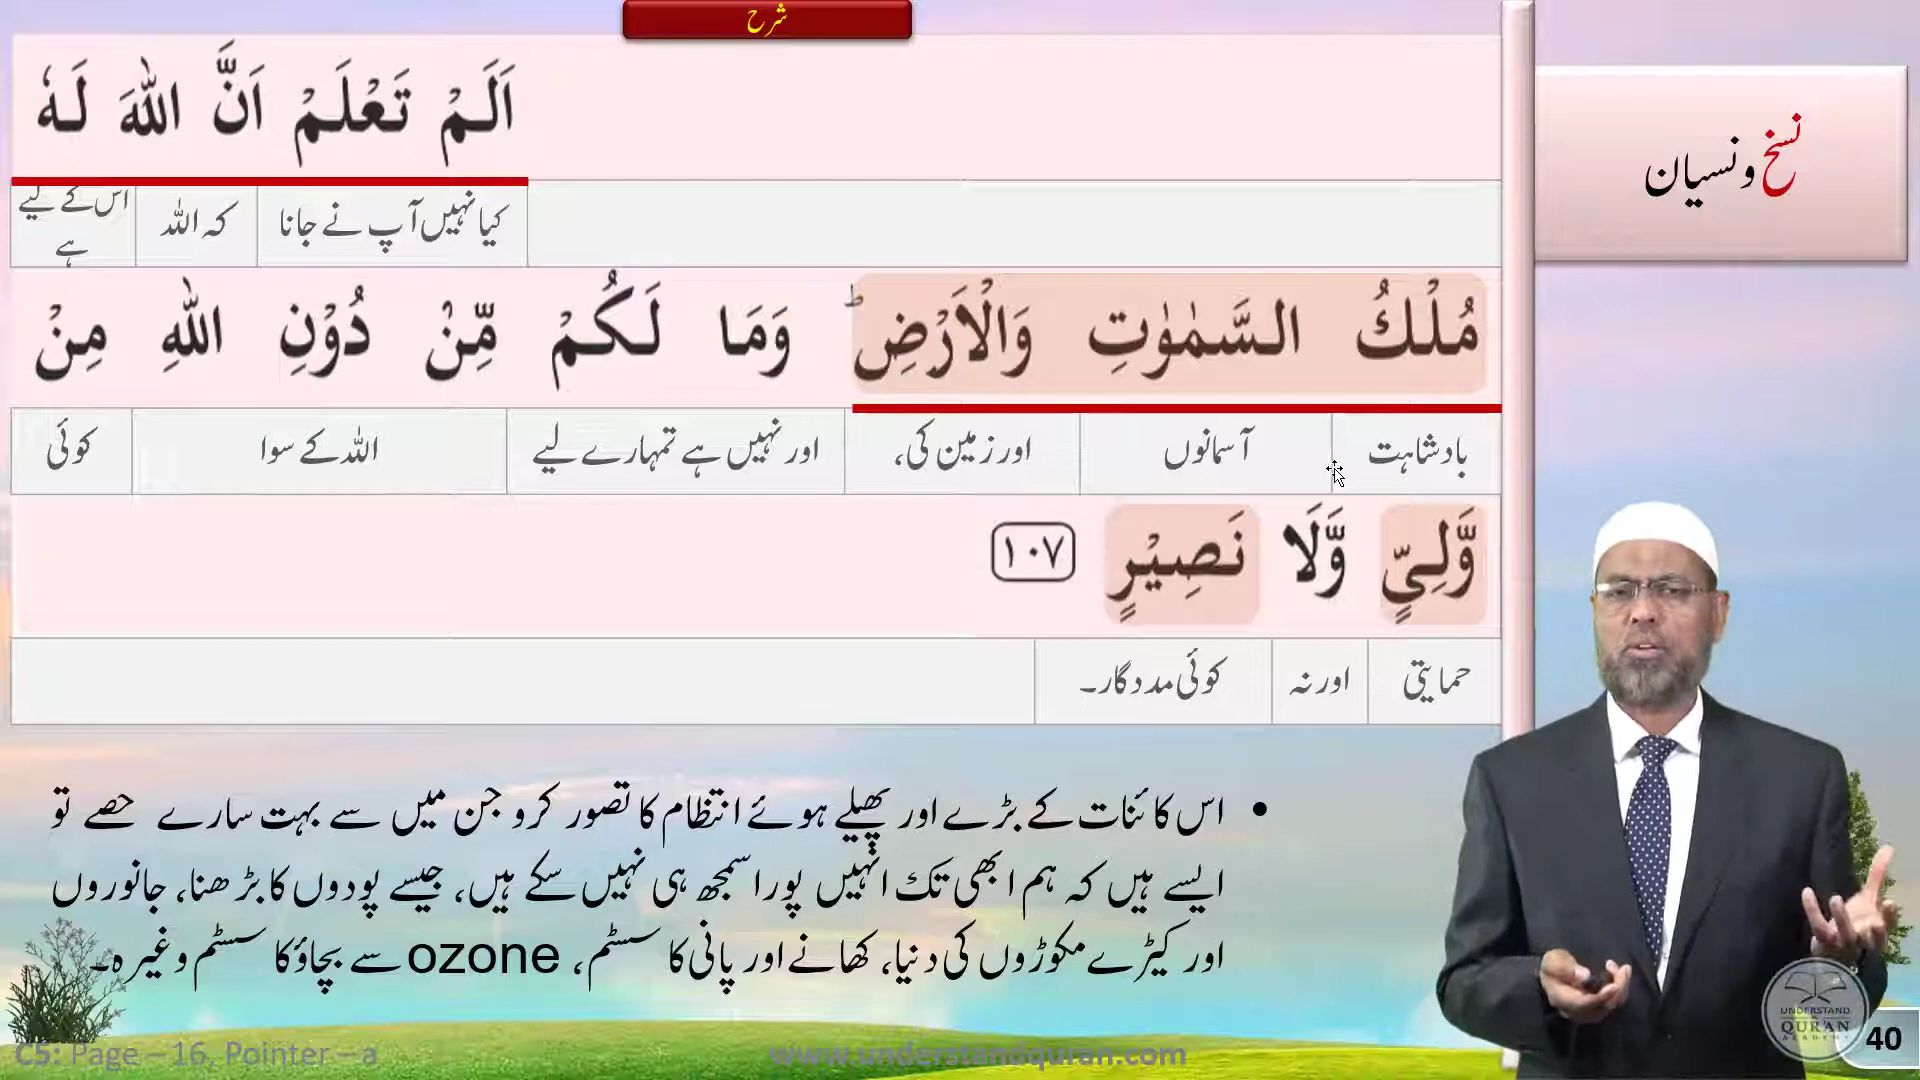 شرح
نسخ و نسیان
اَلَمْ تَعْلَمْ اَنَّ اللّٰهَ لَهٗ
کیا نہیں آپ نے جانا کہ اللہ اس کے لیے ہے
مُلْكُ السَّمٰوٰتِ وَالْاَرْضِ ؕ وَمَا لَكُمْ مِّنْ دُوْنِ اللّٰهِ مِنْ
بادشاہت آسمانوں اور زمین کی، اور نہیں ہے تمہارے لیے اللہ کے سوا کوئی
وَّلِیٍّ وَّلَا نَصِیْرٍ ۱۰۷
حمایتی اور نہ کوئی مددگار۔
• اس کائنات کے بڑے اور پھیلے ہوئے انتظام کا تصور کرو جن میں سے بہت سارے حصے تو
ایسے ہیں کہ ہم ابھی تک انہیں پورا سمجھ ہی نہیں سکے ہیں، جیسے پودوں کا بڑھنا، جانوروں
اور کیڑے مکوڑوں کی دنیا، کھانے اور پانی کا سسٹم، ozone سے بچاؤ کا سسٹم وغیرہ۔
UNDERSTAND
QURAN
ACADEMY
40
C5: Page – 16, Pointer – a
www.understandquran.com